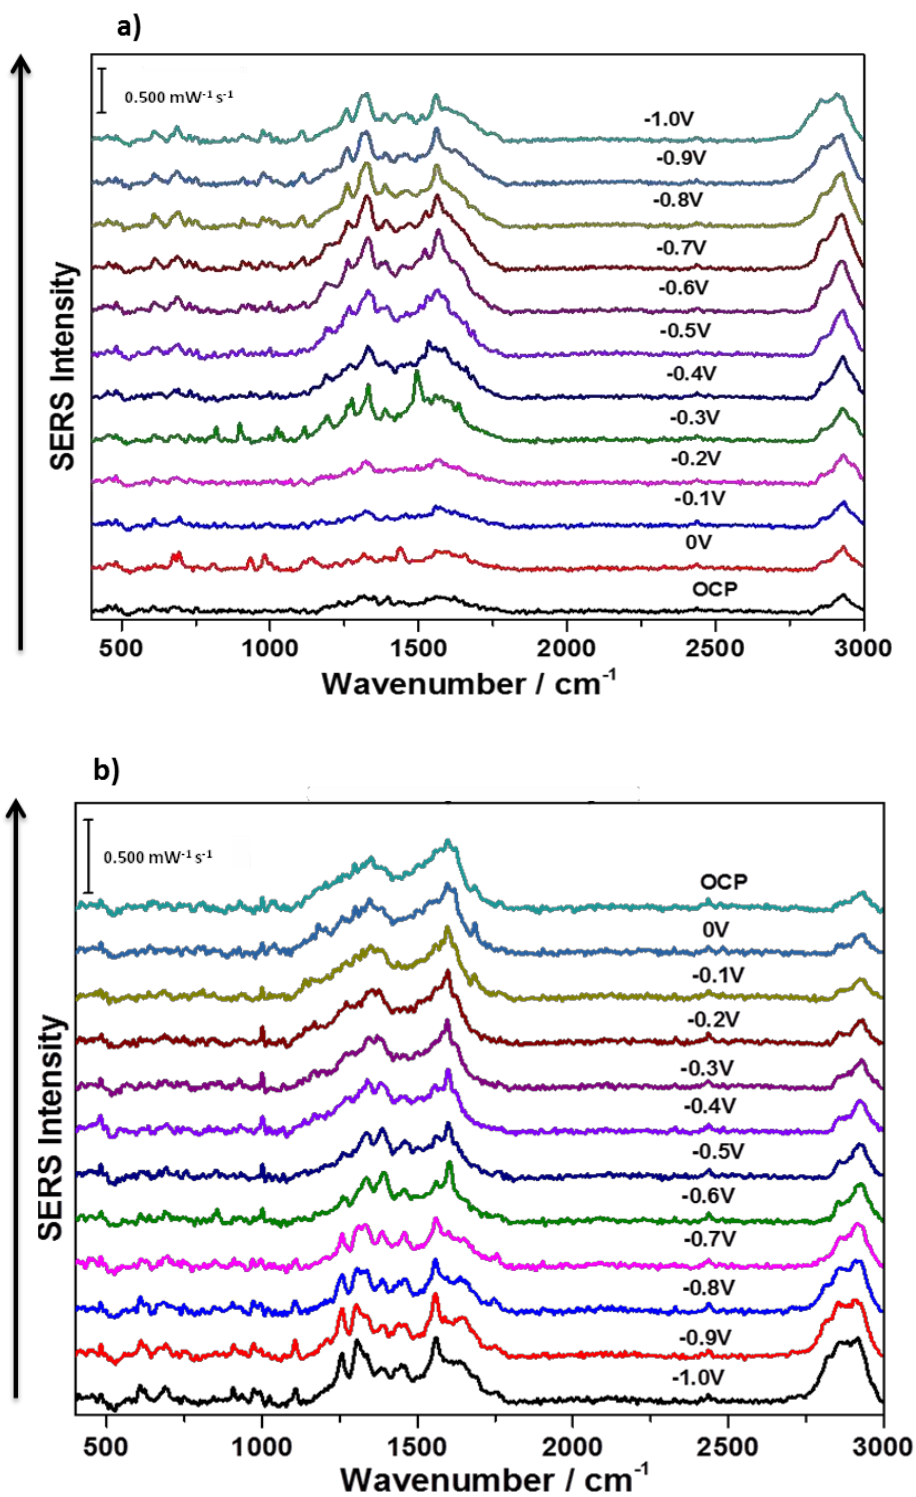 a)
0.500 mW-1 s-1
-1.0V
-0.9V
-0.8V
-0.7V
-0.6V
-0.5V
-0.4V
-0.3V
-0.2V
-0.1V
0V
OCP
SERS Intensity
500 1000 1500 2000 2500 3000
Wavenumber / cm-1
b)
0.500 mW-1 s-1
OCP
0V
-0.1V
-0.2V
-0.3V
-0.4V
-0.5V
-0.6V
-0.7V
-0.8V
-0.9V
-1.0V
SERS Intensity
500 1000 1500 2000 2500 3000
Wavenumber / cm-1